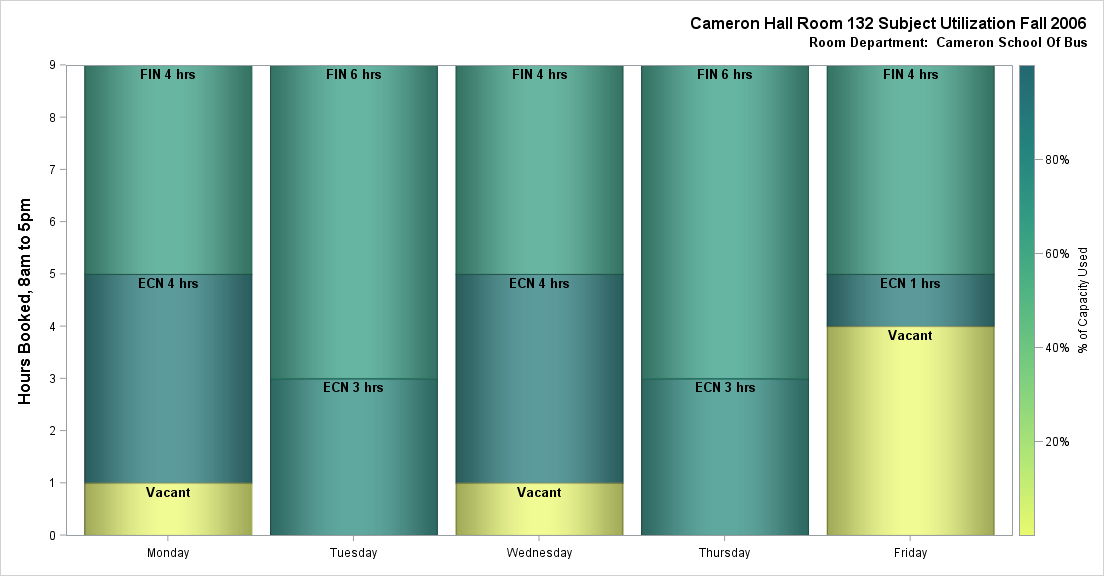 Cameron Hall Room 132 Subject Utilization Fall 2006
Room Department:  Cameron School Of Bus
Hours Booked, 8am to 5pm
9
8
7
6
5
4
3
2
1
0
FIN 4 hrs
ECN 4 hrs
Vacant
FIN 6 hrs
ECN 3 hrs
FIN 4 hrs
ECN 4 hrs
Vacant
FIN 6 hrs
ECN 3 hrs
FIN 4 hrs
ECN 1 hrs
Vacant
Monday
Tuesday
Wednesday
Thursday
Friday
80%
60%
40%
20%
% of Capacity Used